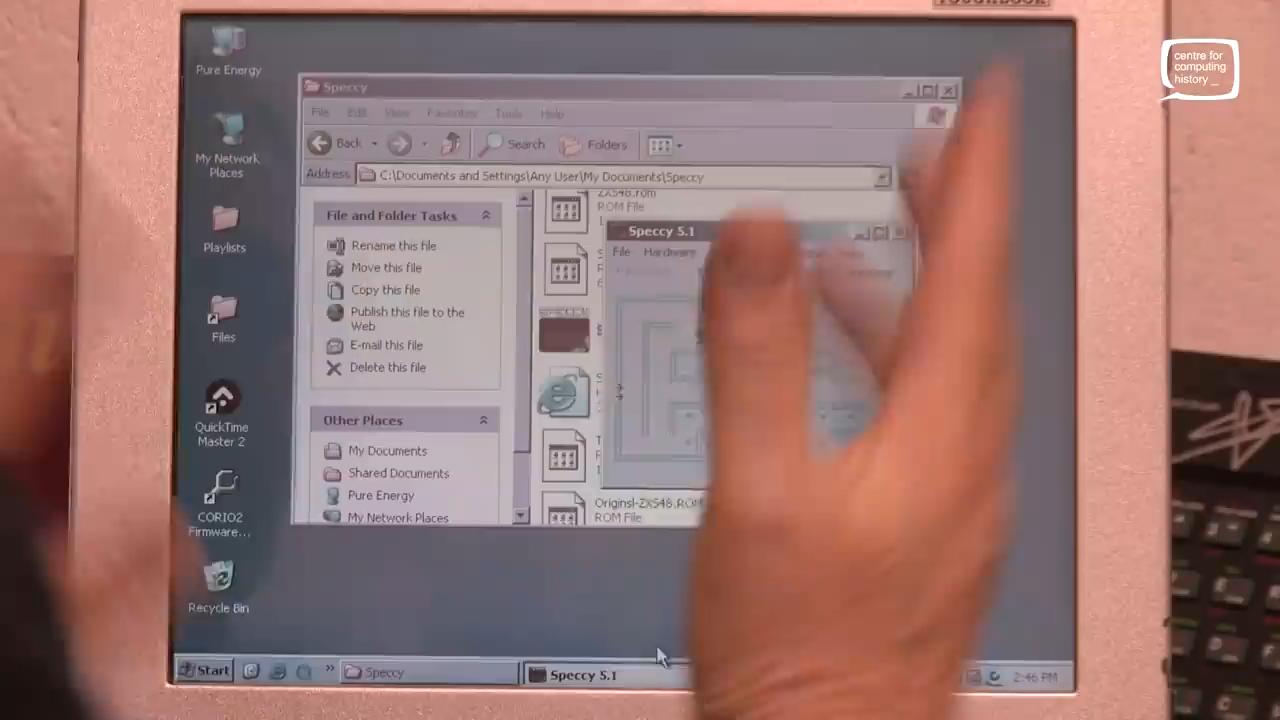 TOUGHBOOK
centre for
computing
history _
Pure Energy
My Network
Places
Playlists
Files
QuickTime
Master 2
CORIO2
Firmware...
Recycle Bin
Speccy
File Edit View Favorites Tools Help
Back Search Folders
Address C:\Documents and Settings\Any User\My Documents\Speccy
File and Folder Tasks
Rename this file
Move this file
Copy this file
Publish this file to the
Web
E-mail this file
Delete this file
Other Places
My Documents
Shared Documents
Pure Energy
My Network Places
ZX548.rom
ROM File
Speccy 5.1
File Hardware
Originsl-ZX548.ROM
ROM File
Start Speccy Speccy 5.1 2:46 PM